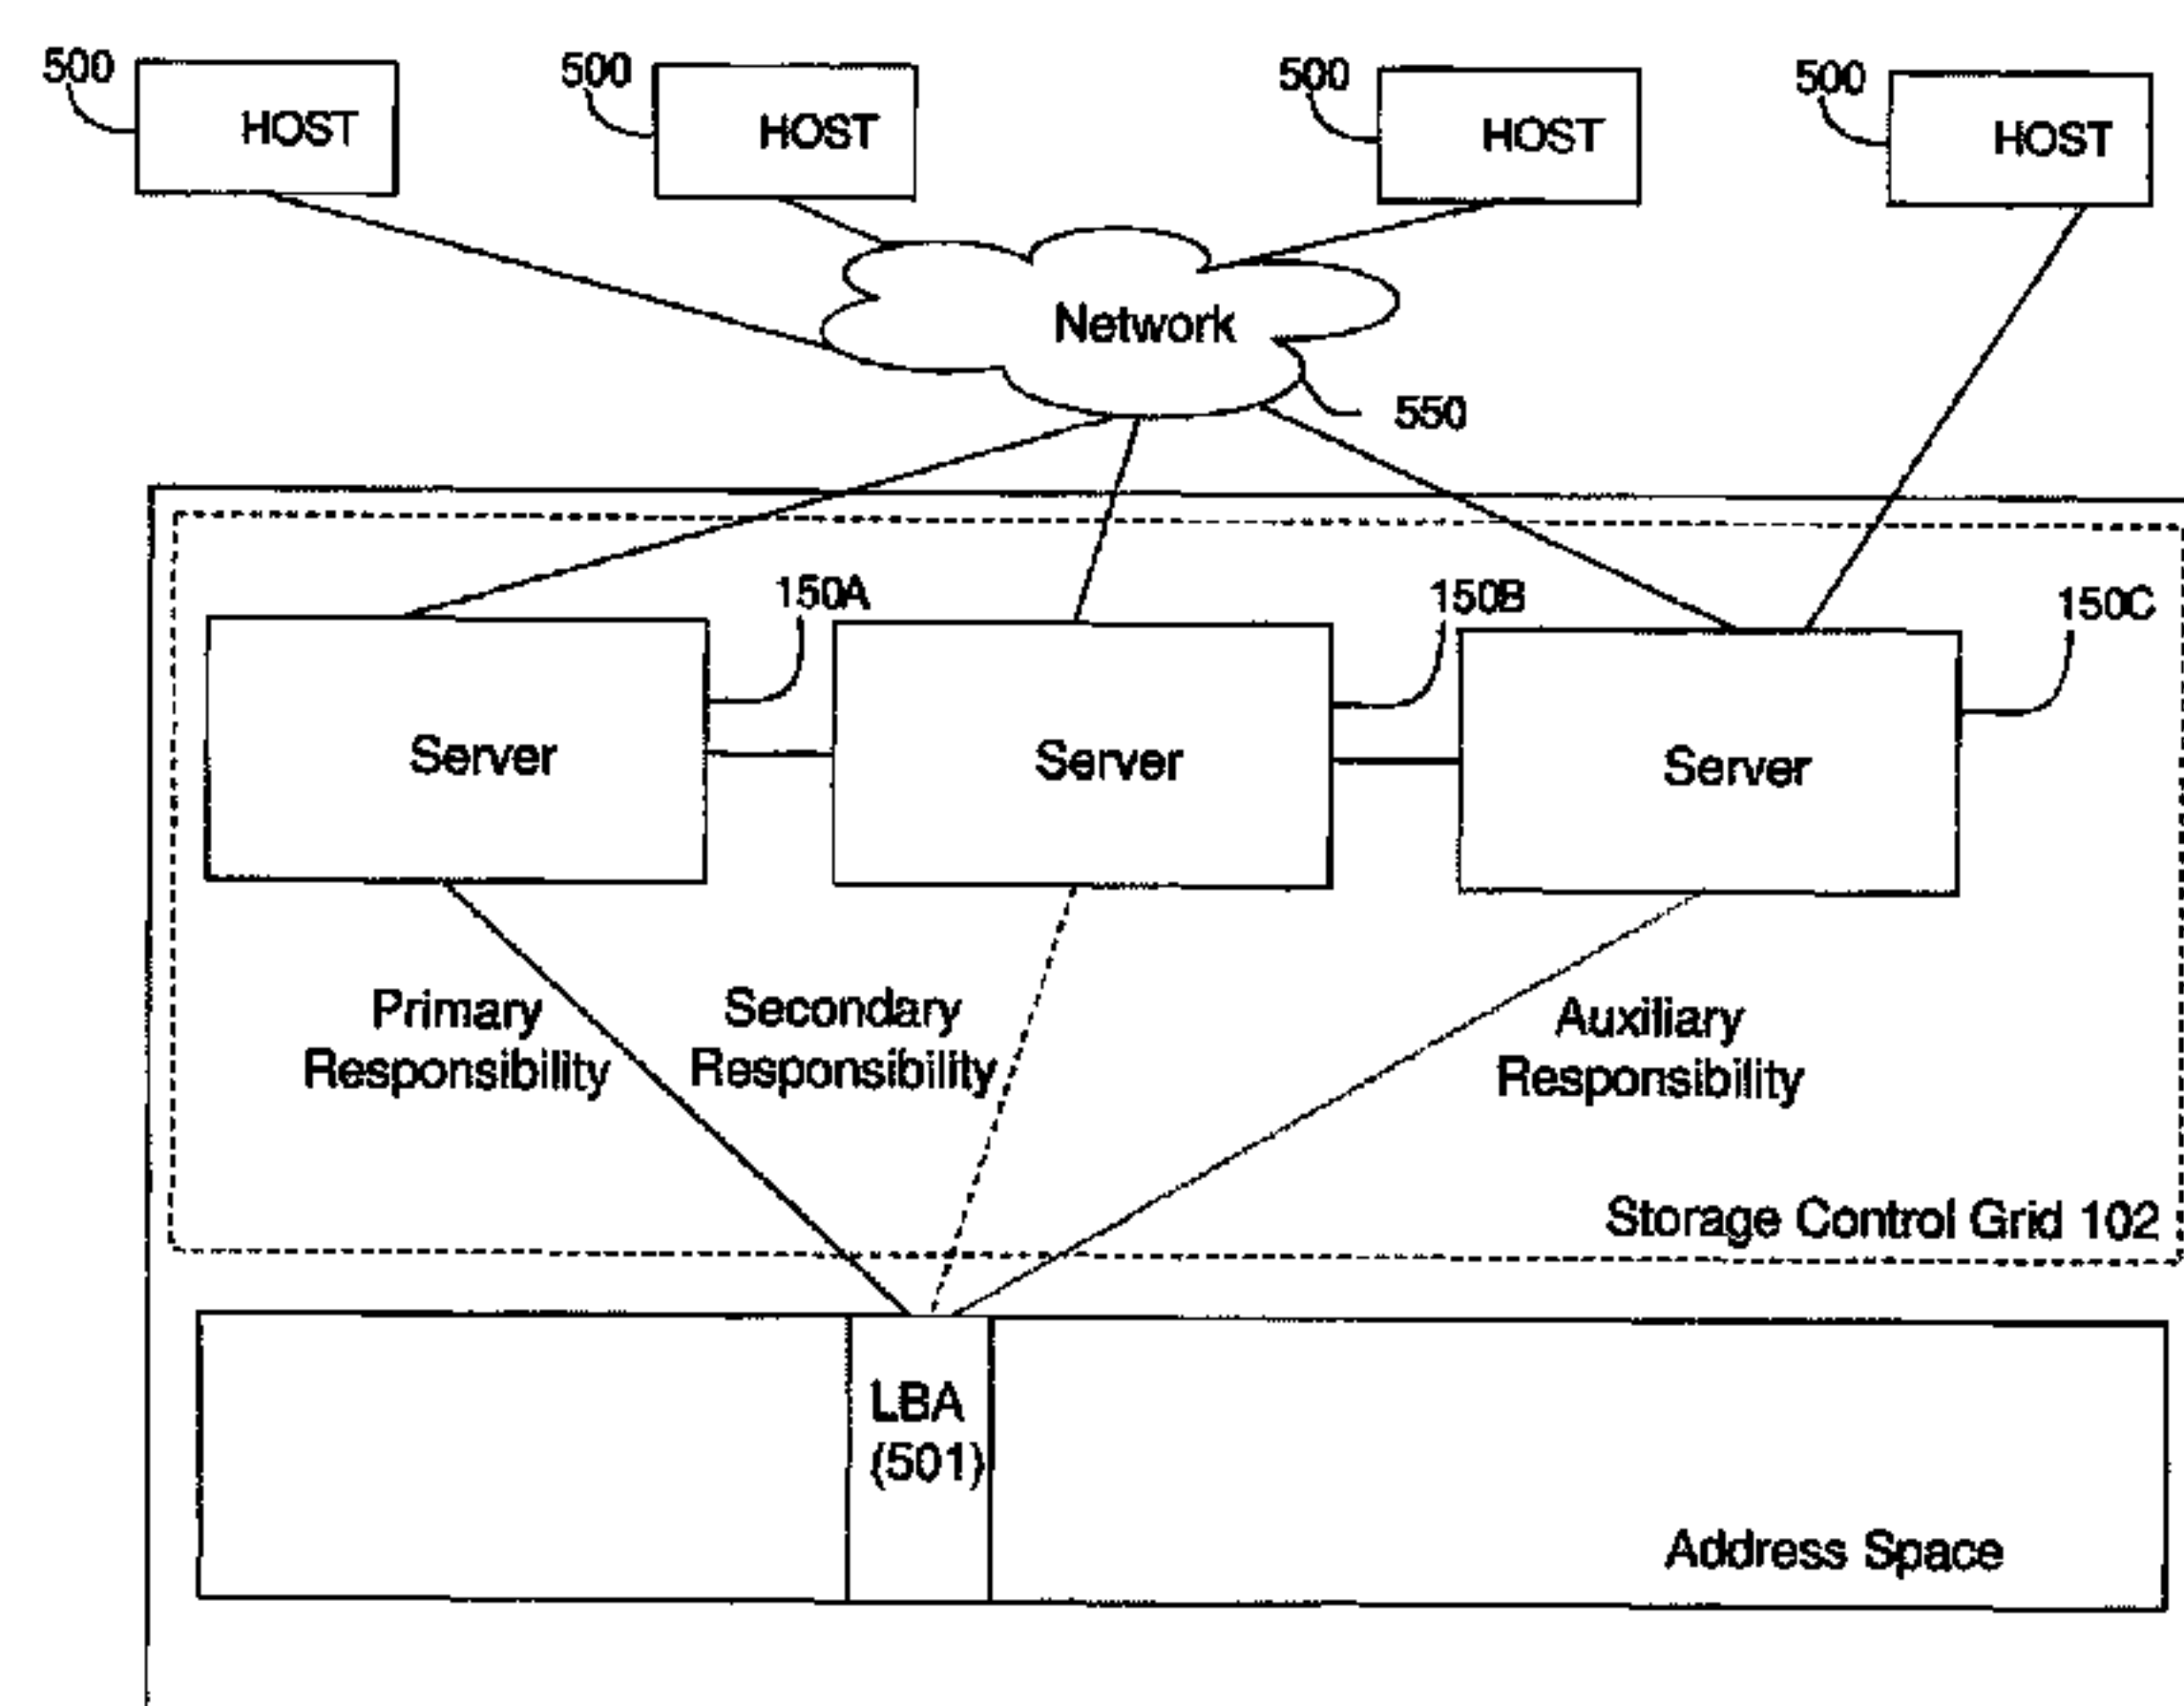 500
HOST
500
HOST
500
HOST
500
HOST
Network
550
150A
150B
150C
Server
Server
Server
Primary
Responsibility
Secondary
Responsibility
Auxiliary
Responsibility
Storage Control Grid 102
LBA
(501)
Address Space